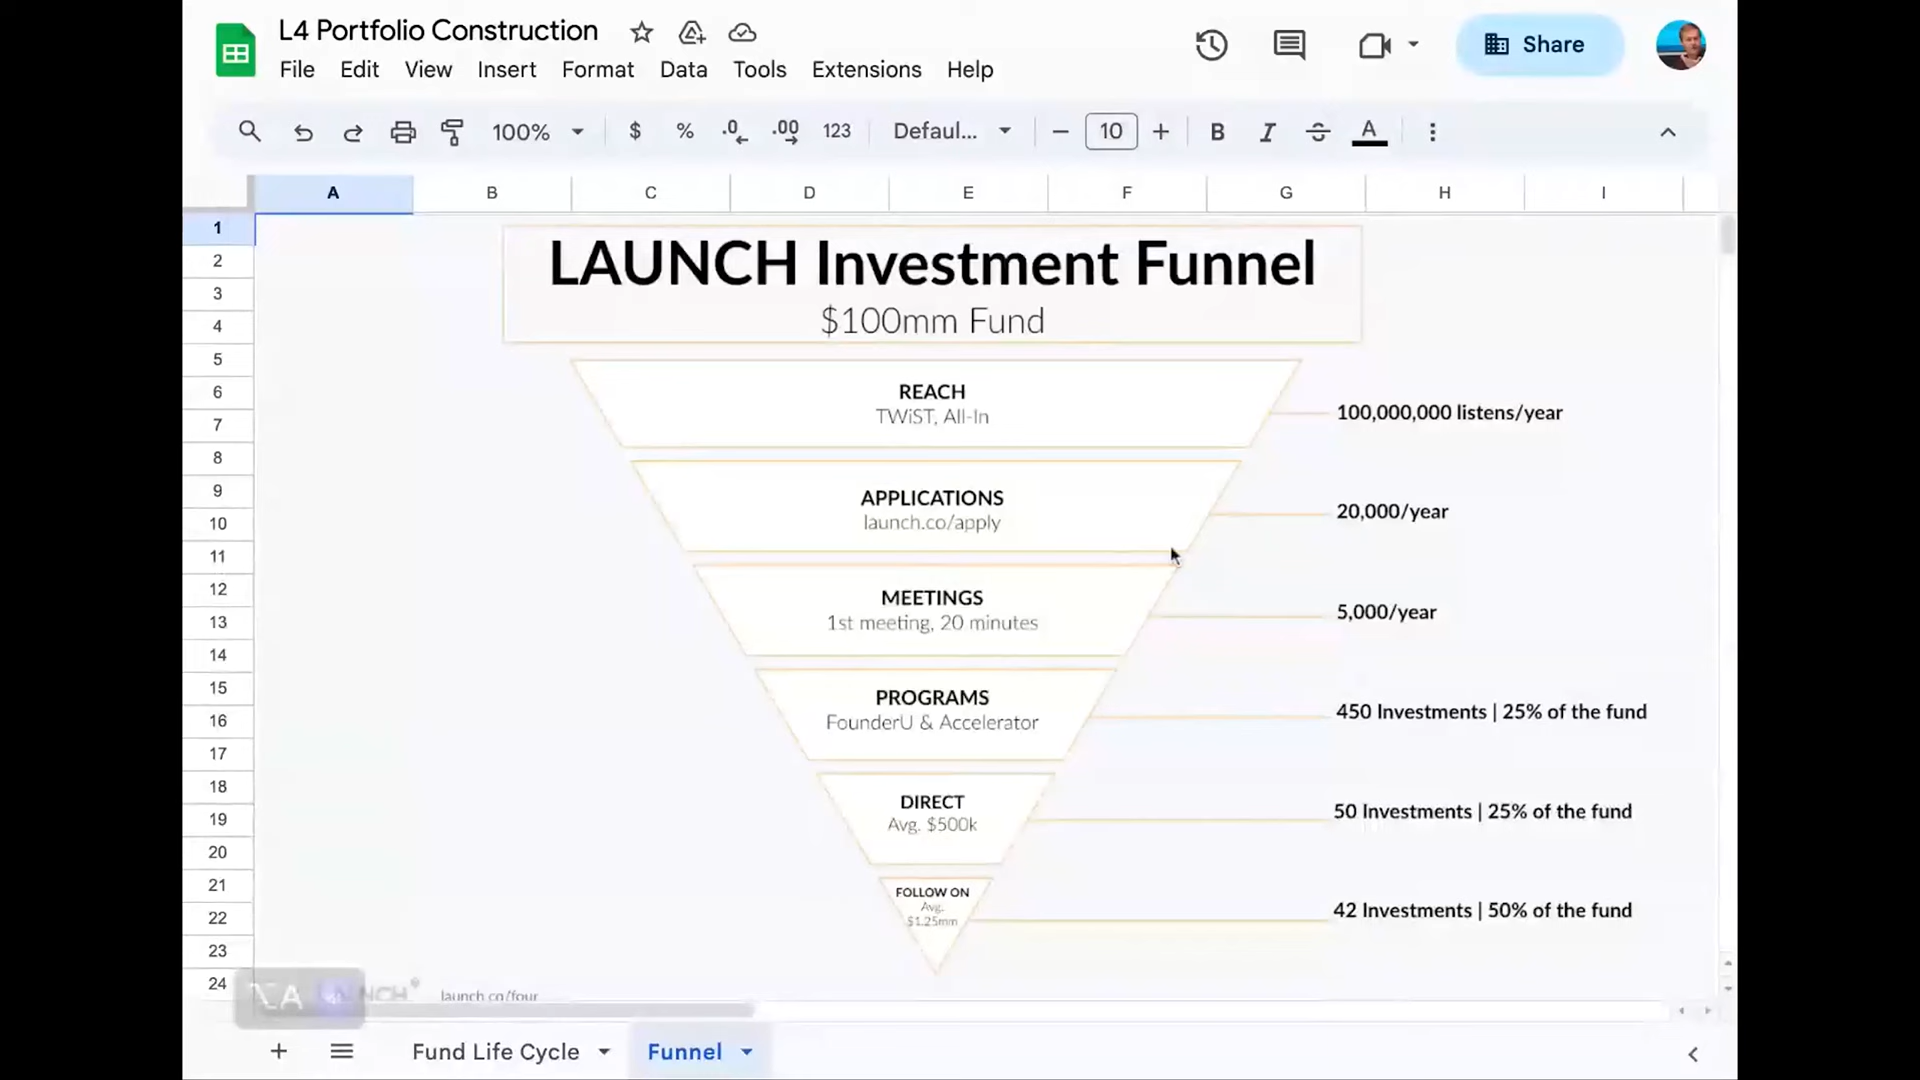 L4 Portfolio Construction
Share
File Edit View Insert Format Data Tools Extensions Help
100% $ % .0 .00 123 Defaul... 10 B I S A
A B C D E F G H I
1
2
3
4
5
6
7
8
9
10
11
12
13
14
15
16
17
18
19
20
21
22
23
24
LAUNCH Investment Funnel
$100mm Fund
REACH
TWiST, All-In
100,000,000 listens/year
APPLICATIONS
launch.co/apply
20,000/year
MEETINGS
1st meeting, 20 minutes
5,000/year
PROGRAMS
FounderU & Accelerator
450 Investments | 25% of the fund
DIRECT
Avg. $500k
50 Investments | 25% of the fund
FOLLOW ON
Avg.
$1.25mm
42 Investments | 50% of the fund
launch.co/four
Fund Life Cycle Funnel